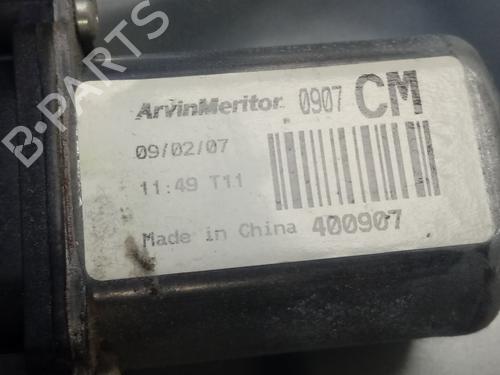 ArvinMeritor 0907 CM
09/02/07
11:49 T11
Made in China 400907
B-PARTS